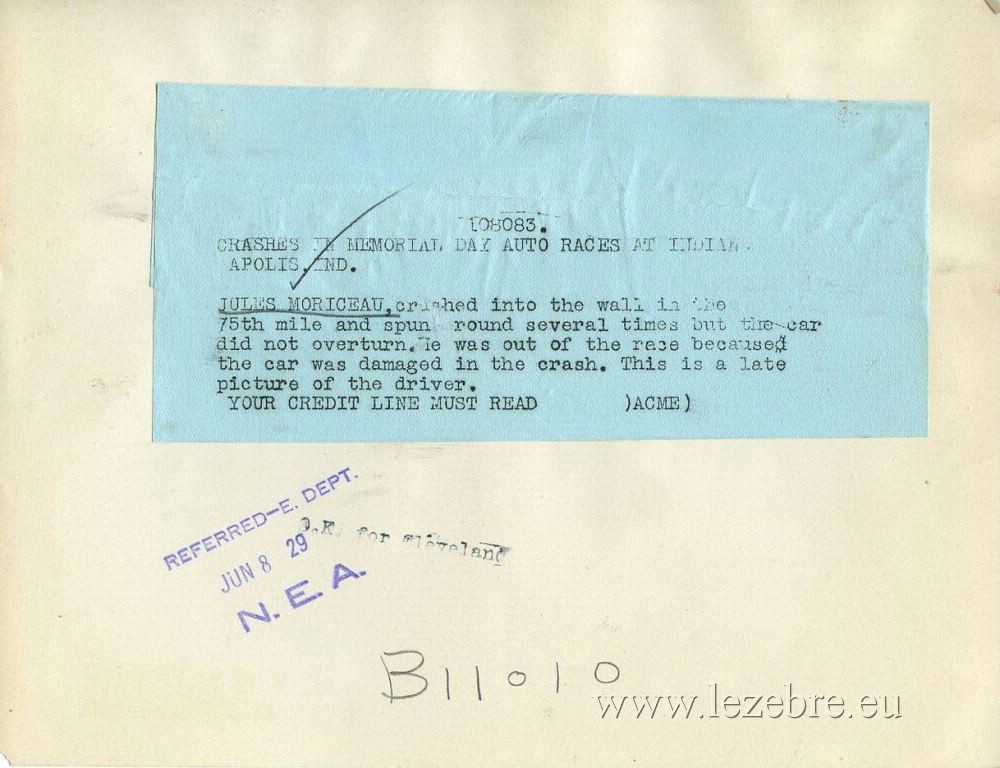 108083.
CRASHES IN MEMORIAL DAY AUTO RACES AT INDIAN
APOLIS, IND.
JULES MORICEAU, crashed into the wall in the
75th mile and spun round several times but the car
did not overturn. He was out of the race because
the car was damaged in the crash. This is a late
picture of the driver.
YOUR CREDIT LINE MUST READ )ACME)
REFERRED—E. DEPT.
JUN 8 29
N. E. A.
O.K. for Cleveland
B11010
www.lezebre.eu